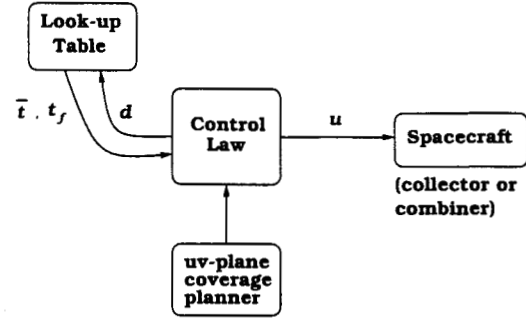 Look-up
Table
t̄ , t_f
d
Control
Law
u
Spacecraft
(collector or
combiner)
uv-plane
coverage
planner